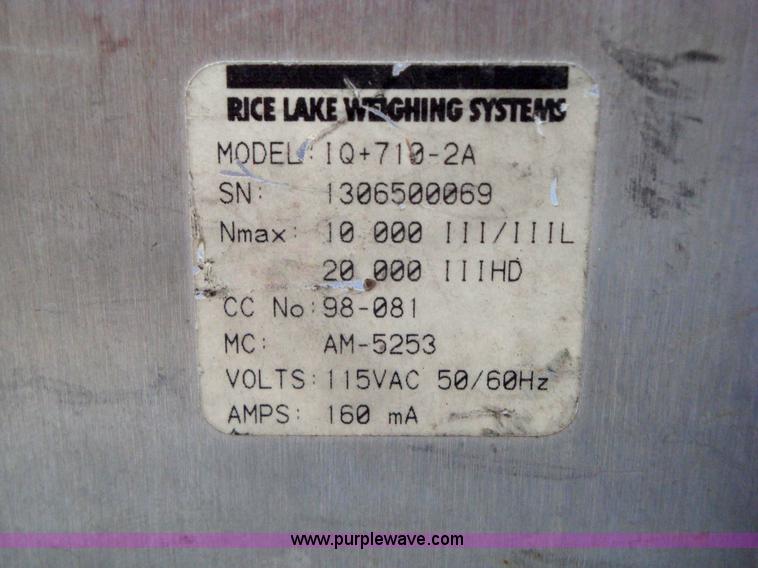 RICE LAKE WEIGHING SYSTEMS
MODEL: IQ+710-2A
SN: 1306500069
Nmax: 10 000 III/IIIL
20 000 IIIHD
CC No: 98-081
MC: AM-5253
VOLTS: 115VAC 50/60Hz
AMPS: 160 mA
www.purplewave.com